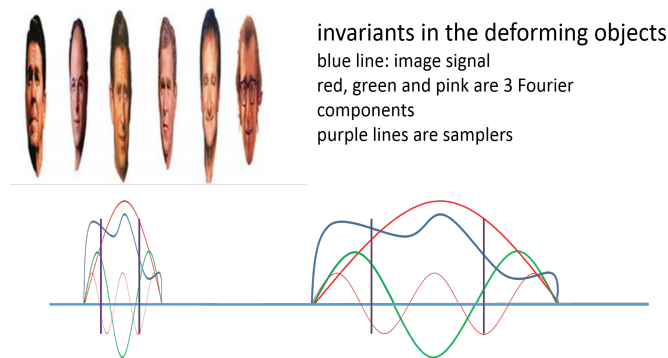 invariants in the deforming objects
blue line: image signal
red, green and pink are 3 Fourier
components
purple lines are samplers